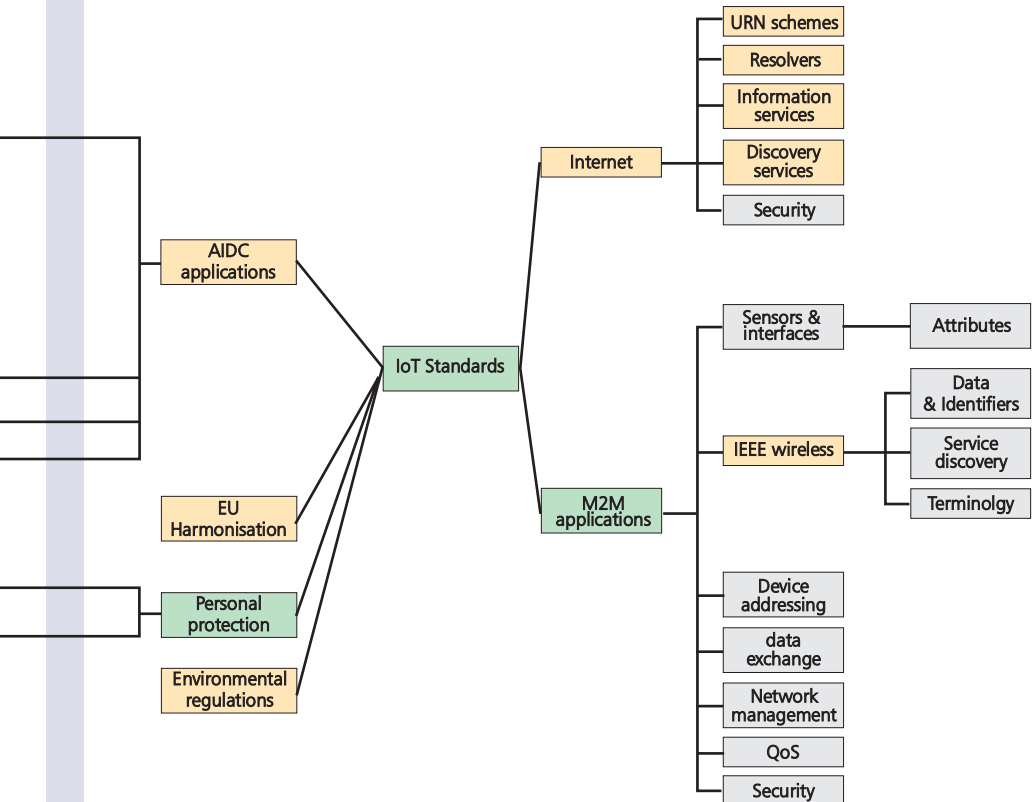 URN schemes
Resolvers
Information
services
Discovery
services
Security
Internet
AIDC
applications
IoT Standards
Sensors &
interfaces
Attributes
Data
& Identifiers
IEEE wireless
Service
discovery
Terminolgy
M2M
applications
EU
Harmonisation
Personal
protection
Environmental
regulations
Device
addressing
data
exchange
Network
management
QoS
Security